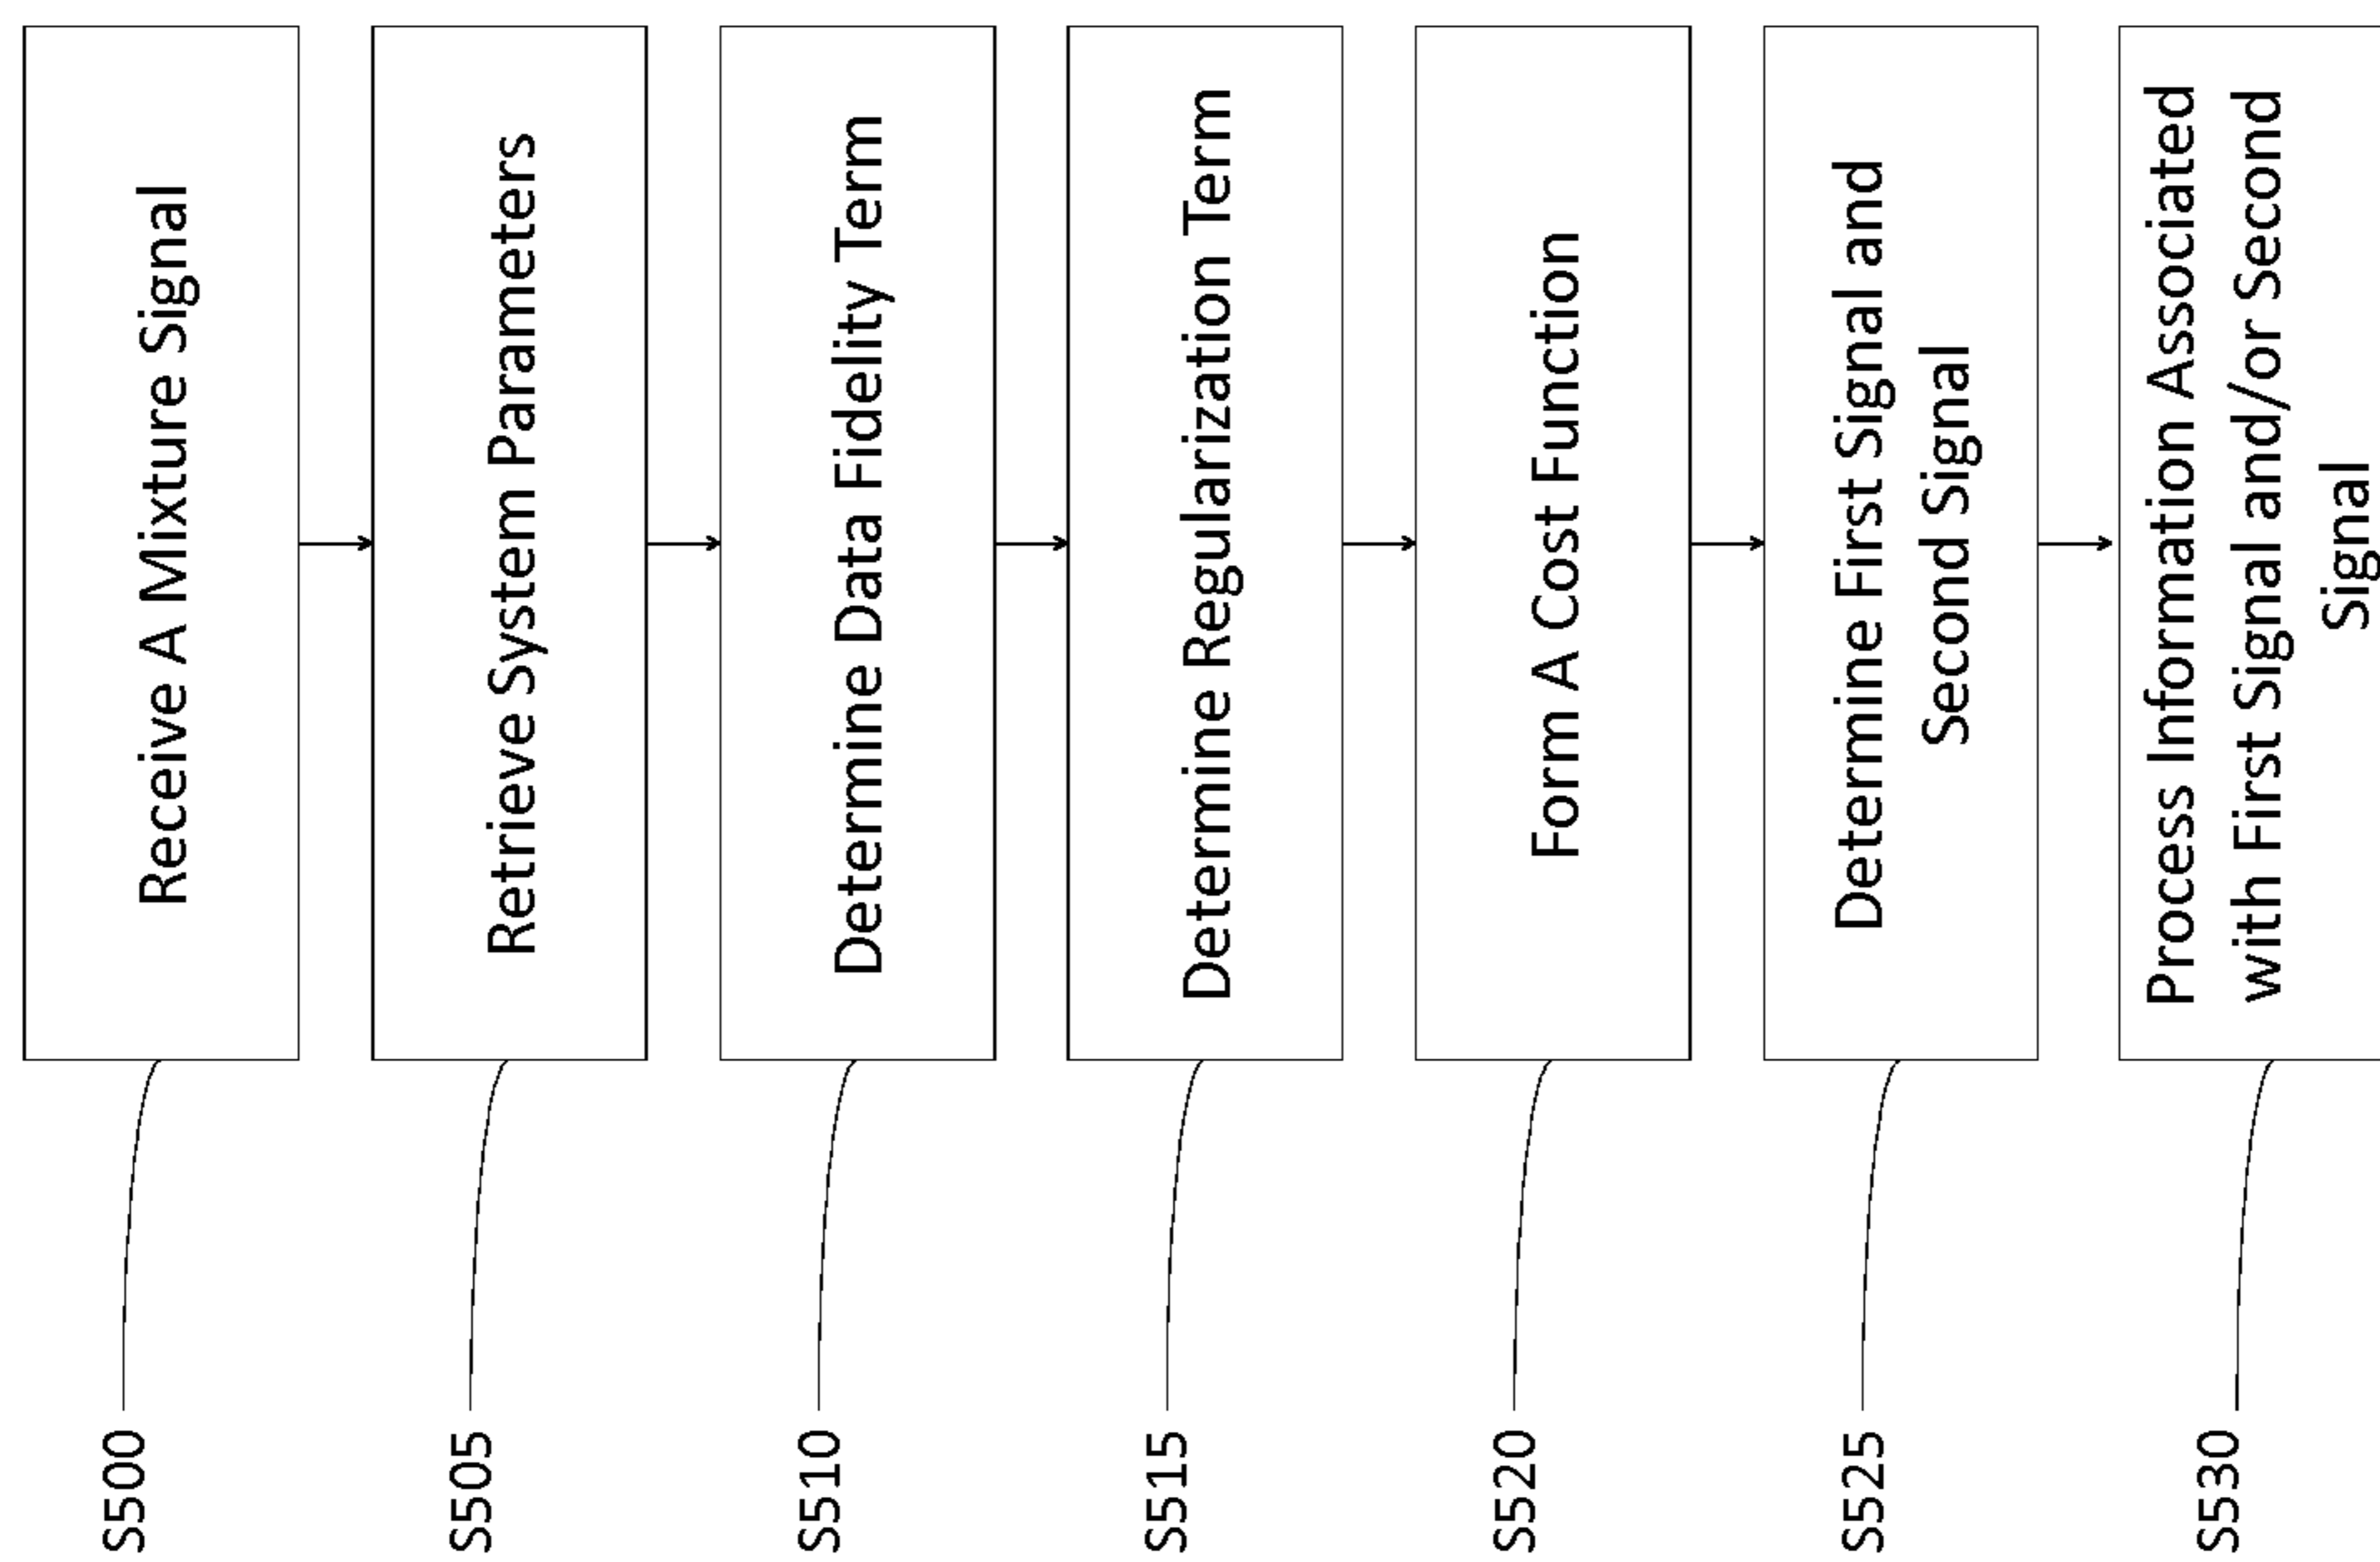 S500
Receive A Mixture Signal
S505
Retrieve System Parameters
S510
Determine Data Fidelity Term
S515
Determine Regularization Term
S520
Form A Cost Function
S525
Determine First Signal and
Second Signal
S530
Process Information Associated
with First Signal and/or Second
Signal